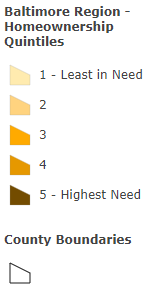 Baltimore Region -
Homeownership
Quintiles
1 - Least in Need
2
3
4
5 - Highest Need
County Boundaries